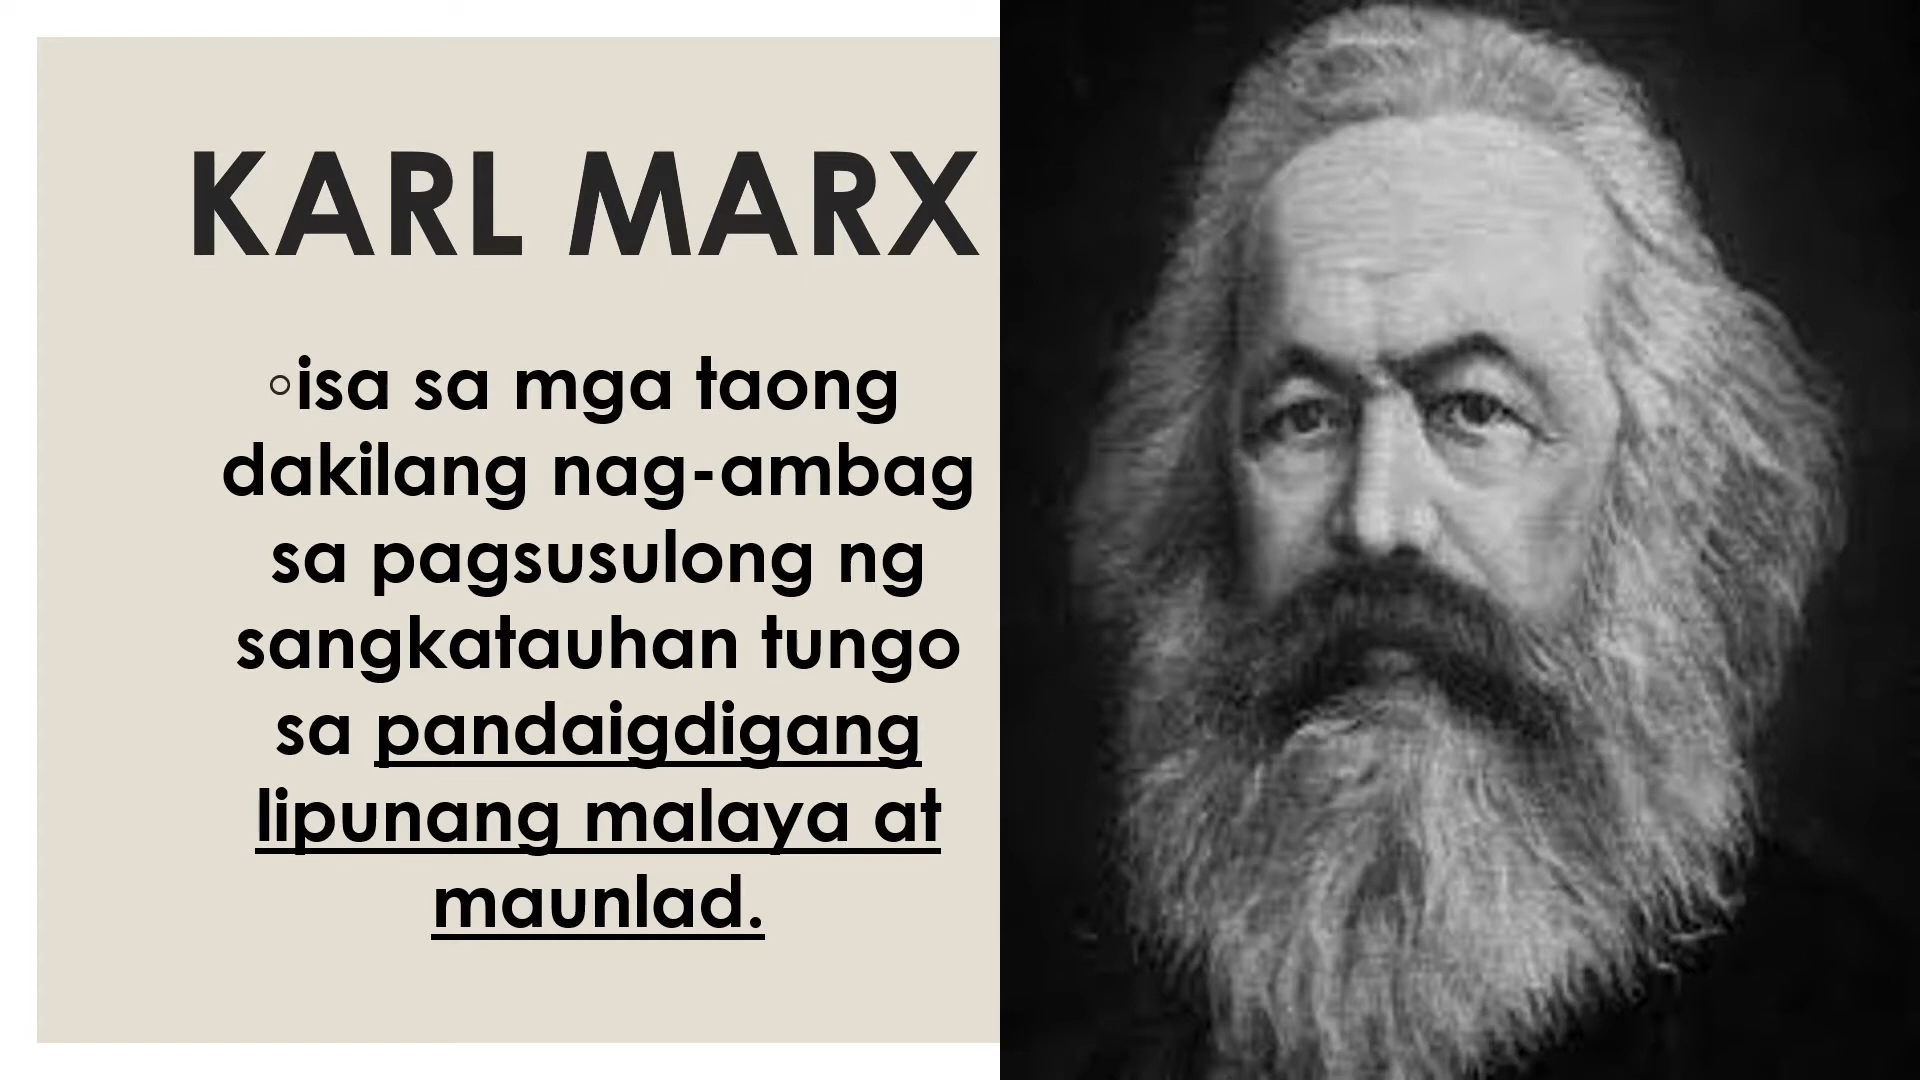 KARL MARX
◦isa sa mga taong
dakilang nag-ambag
sa pagsusulong ng
sangkatauhan tungo
sa pandaigdigang
lipunang malaya at
maunlad.